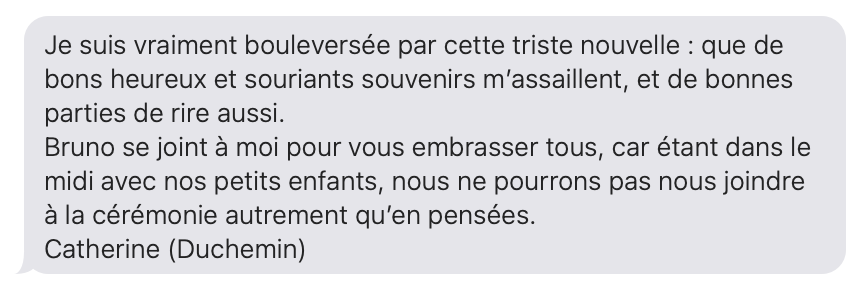 Je suis vraiment bouleversée par cette triste nouvelle : que de
bons heureux et souriants souvenirs m’assaillent, et de bonnes
parties de rire aussi.
Bruno se joint à moi pour vous embrasser tous, car étant dans le
midi avec nos petits enfants, nous ne pourrons pas nous joindre
à la cérémonie autrement qu’en pensées.
Catherine (Duchemin)